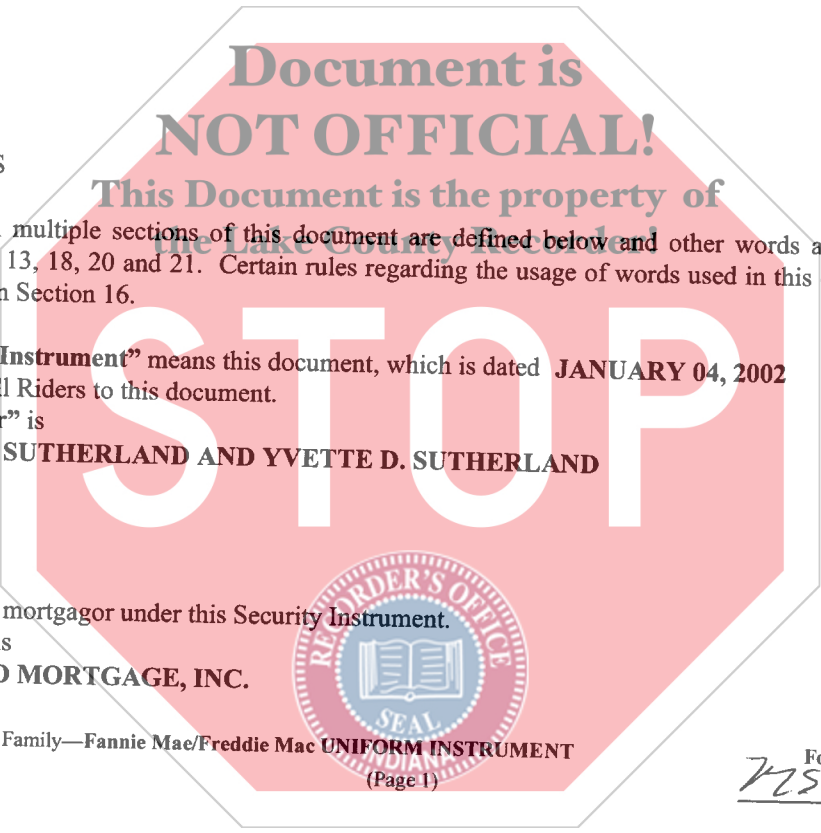 Document is
NOT OFFICIAL!
This Document is the property of
the Lake County Recorder!
S
multiple sections of this document are defined below and other words a
13, 18, 20 and 21. Certain rules regarding the usage of words used in this
n Section 16.
STOP
Instrument” means this document, which is dated JANUARY 04, 2002
l Riders to this document.
r” is
SUTHERLAND AND YVETTE D. SUTHERLAND
mortgagor under this Security Instrument.
s
MORTGAGE, INC.
RECORDER'S OFFICE
SEAL
INDIANA
Family—Fannie Mae/Freddie Mac UNIFORM INSTRUMENT
(Page 1)
Fo